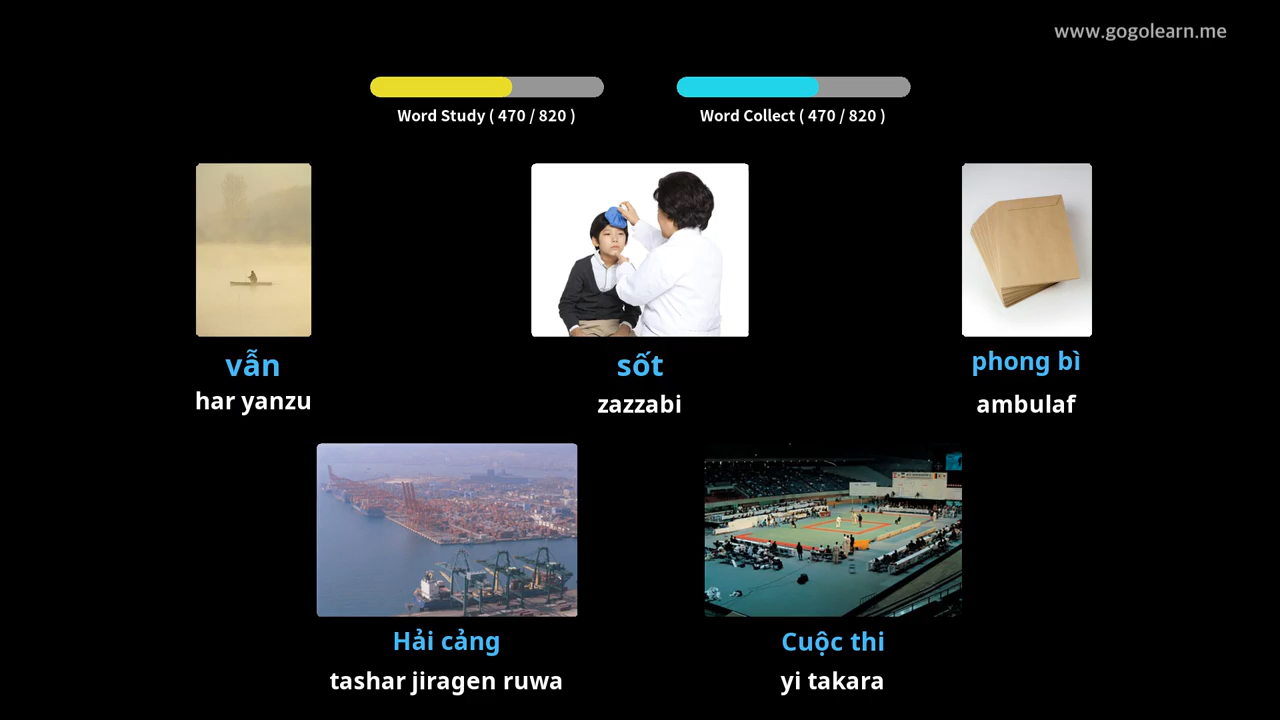 www.gogolearn.me
Word Study ( 470 / 820 )
Word Collect ( 470 / 820 )
vẫn
har yanzu
sốt
zazzabi
phong bì
ambulaf
Hải cảng
tashar jiragen ruwa
Cuộc thi
yi takara